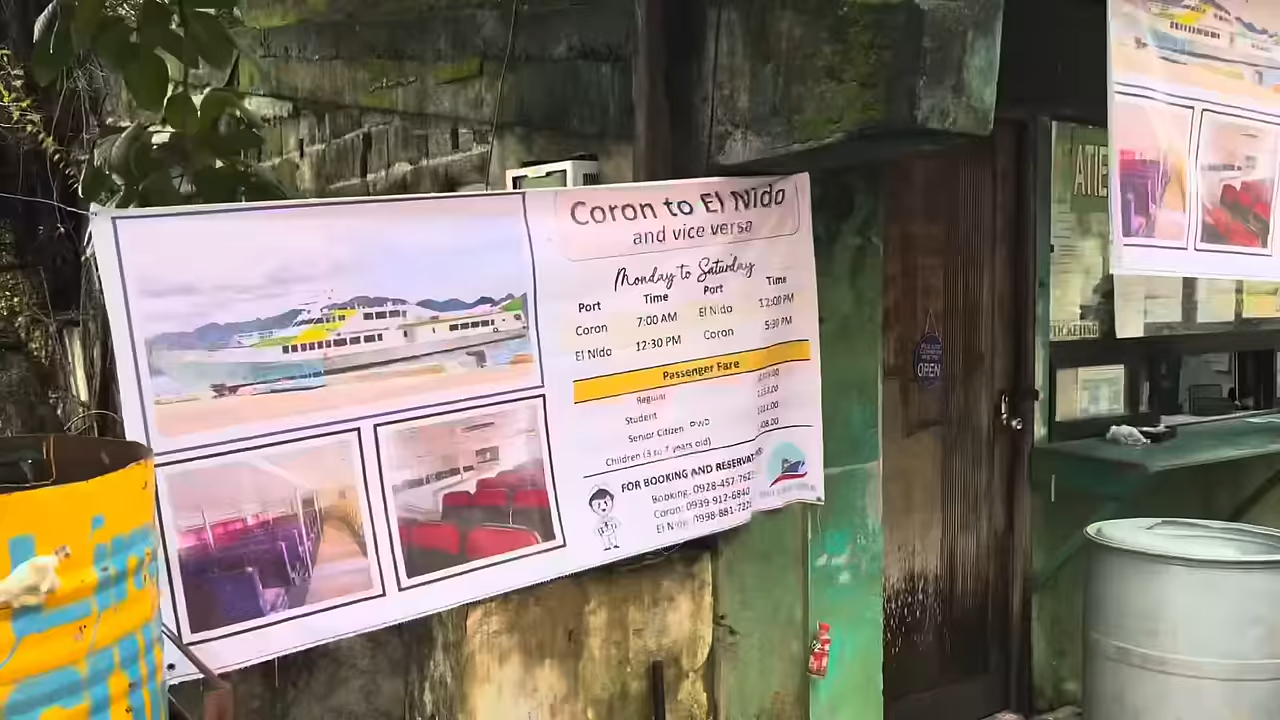 Coron to El Nido
and vice versa
Monday to Saturday
Port Time Port Time
Coron 7:00 AM El Nido 12:00 PM
El Nido 12:30 PM Coron 5:30 PM
Passenger Fare
Regular
Student
Senior Citizen PWD
Children (3 to 7 years old)
FOR BOOKING AND
Booking: 0928-457-762
Coron: 0939-912-6840
El Nido: 0998-881-722
OPEN
TICKETING